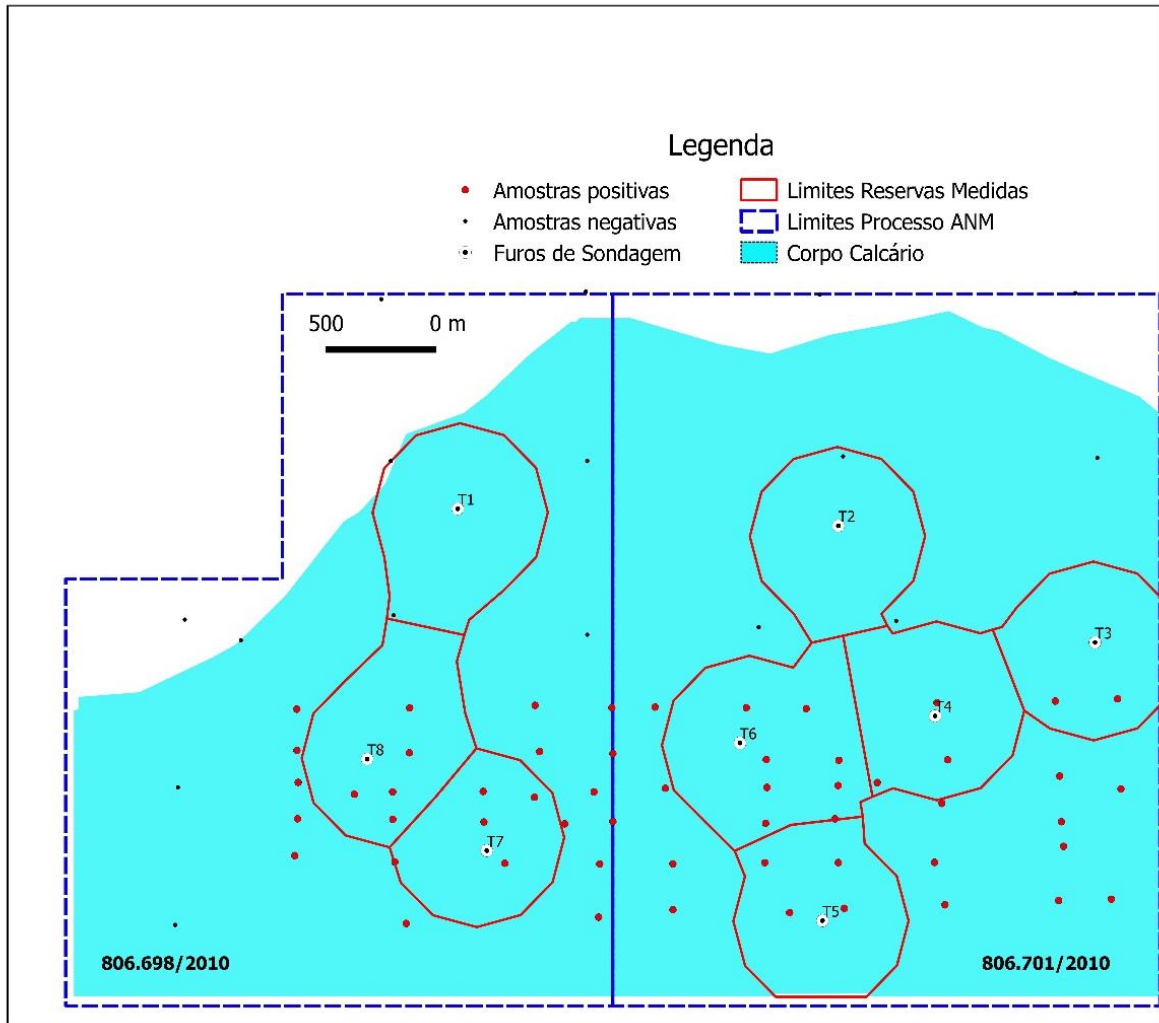 Legenda
Amostras positivas
Amostras negativas
Furos de Sondagem
Limites Reservas Medidas
Limites Processo ANM
Corpo Calcário
500 0 m
T1
T2
T3
T4
T6
T8
T7
T5
806.698/2010
806.701/2010